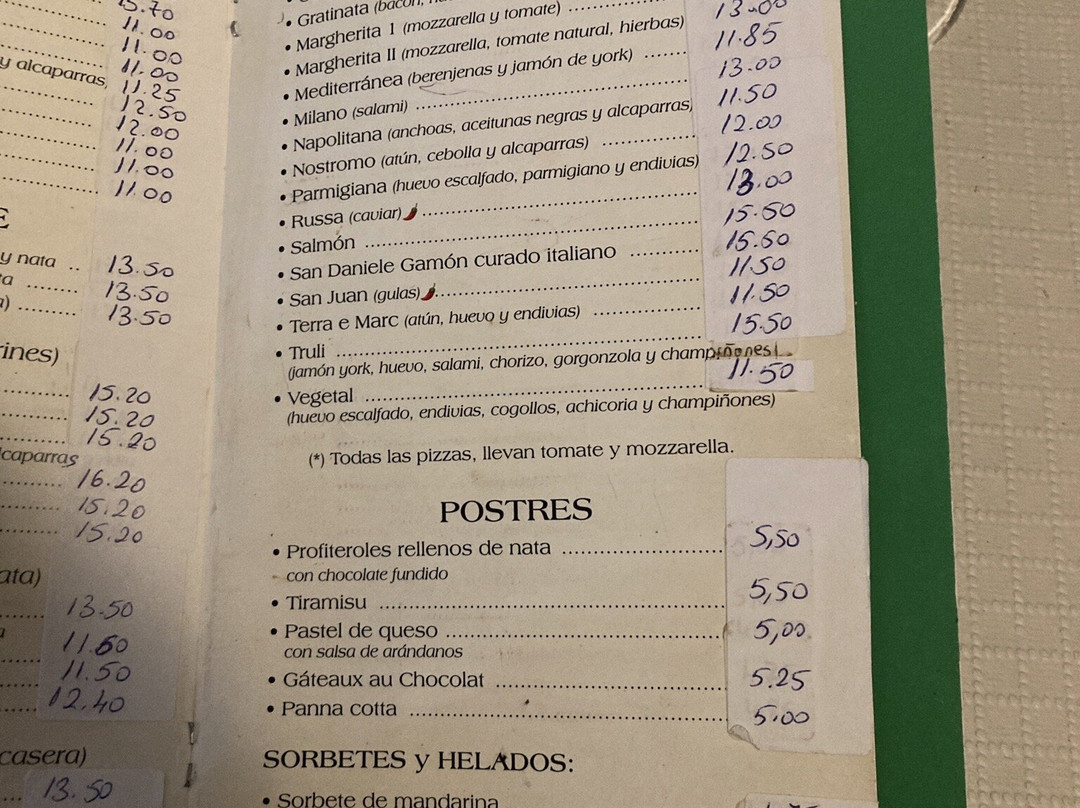 15.70
11.00
11.00
y alcaparras 11.00
11.25
12.50
12.00
11.00
11.00
11.00
y nata .. 13.50
13.50
13.50
rines)
15.20
15.20
15.20
caparras
16.20
15.20
15.20
ata)
13.50
11.50
11.50
12.40
casera)
13.50
• Gratinata (bacon,
• Margherita I (mozzarella y tomate)
• Margherita II (mozzarella, tomate natural, hierbas) 13.00
• Mediterránea (berenjenas y jamón de york) 11.85
• Milano (salami) 13.00
• Napolitana (anchoas, aceitunas negras y alcaparras) 11.50
• Nostromo (atún, cebolla y alcaparras) 12.00
• Parmigiana (huevo escalfado, parmigiano y endivias) 12.50
• Russa (caviar) 13.00
• Salmón 15.50
• San Daniele Gamón curado italiano 15.50
• San Juan (gulas) 11.50
• Terra e Marc (atún, huevo y endivias) 11.50
• Truli 15.50
(jamón york, huevo, salami, chorizo, gorgonzola y champiñones)
• Vegetal 11.50
(huevo escalfado, endivias, cogollos, achicoria y champiñones)
(*) Todas las pizzas, llevan tomate y mozzarella.
POSTRES
• Profiteroles rellenos de nata 5,50
con chocolate fundido
• Tiramisu 5,50
• Pastel de queso 5,00
con salsa de arándanos
• Gáteaux au Chocolat 5.25
• Panna cotta 5.00
SORBETES y HELADOS:
• Sorbete de mandarina